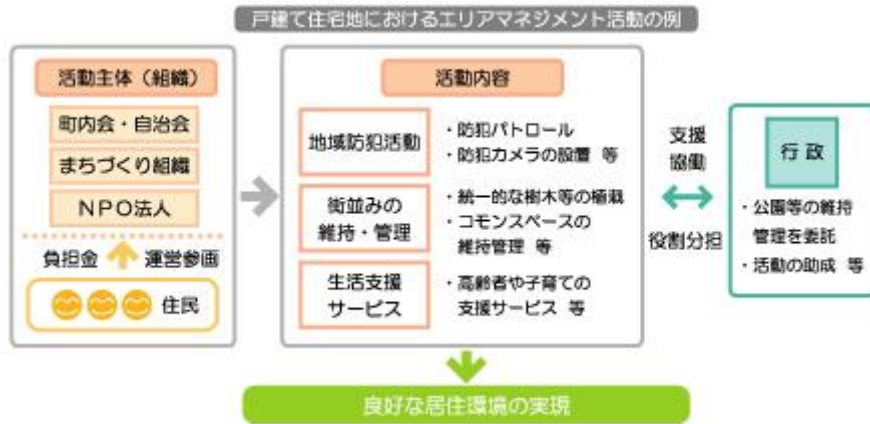 戸建て住宅地におけるエリアマネジメント活動の例
活動主体（組織）
町内会・自治会
まちづくり組織
ＮＰＯ法人
負担金 運営参画
住民
活動内容
地域防犯活動
・防犯パトロール
・防犯カメラの設置 等
街並みの
維持・管理
・統一的な樹木等の植栽
・コモンスペースの
維持管理 等
生活支援
サービス
・高齢者や子育ての
支援サービス 等
支援
協働
役割分担
行政
・公園等の維持
管理を委託
・活動の助成 等
良好な居住環境の実現